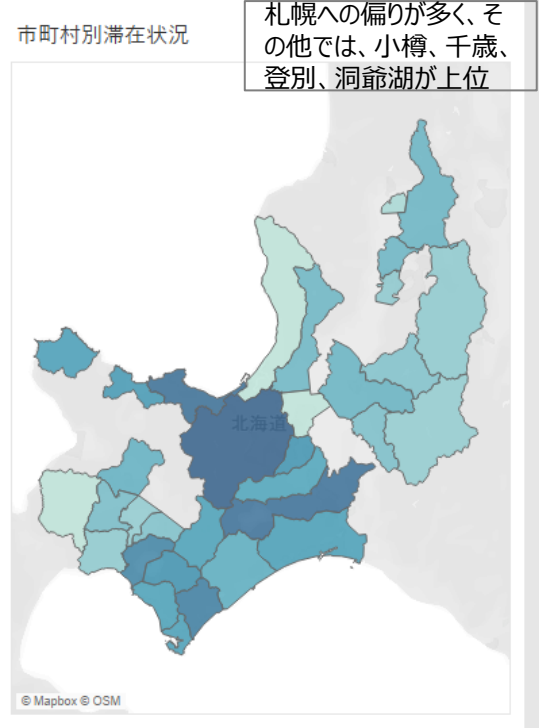 市町村別滞在状況
札幌への偏りが多く、そ
の他では、小樽、千歳、
登別、洞爺湖が上位
北海道
© Mapbox © OSM